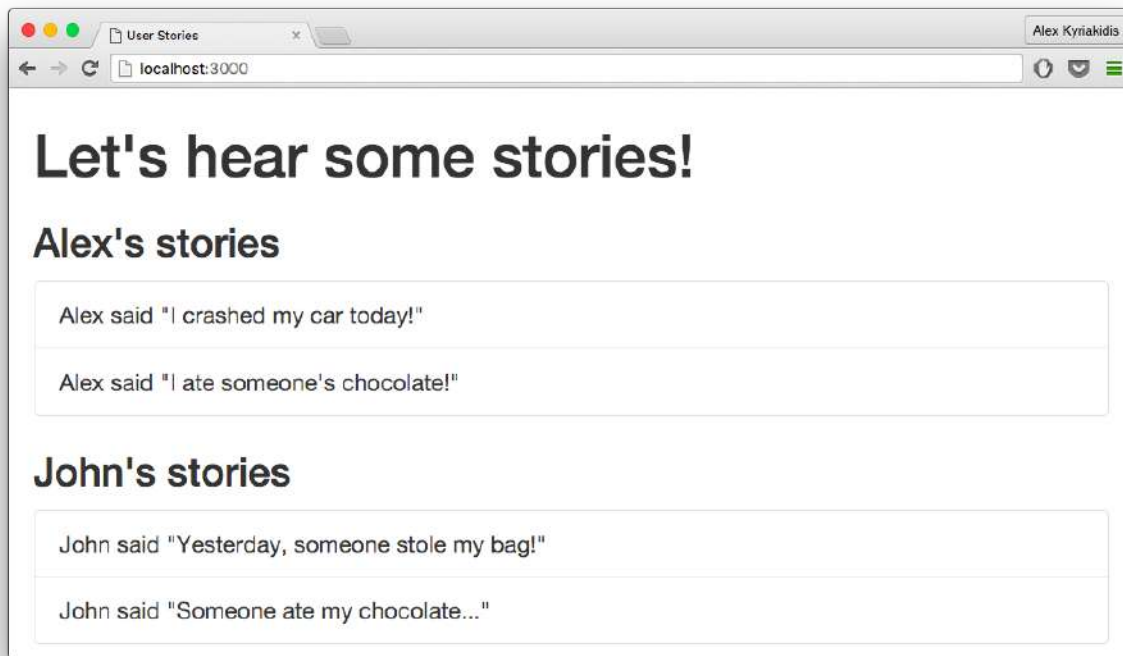 User Stories
Alex Kyriakidis
localhost:3000
Let's hear some stories!
Alex's stories
Alex said "I crashed my car today!"
Alex said "I ate someone's chocolate!"
John's stories
John said "Yesterday, someone stole my bag!"
John said "Someone ate my chocolate..."